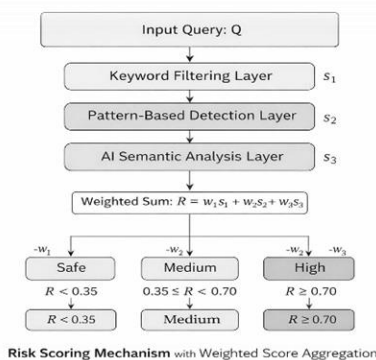 Input Query: Q
Keyword Filtering Layer s₁
Pattern-Based Detection Layer s₂
AI Semantic Analysis Layer s₃
Weighted Sum: R = w₁s₁ + w₂s₂ + w₃s₃
-w₁ -w₂ -w₂ -w₃
Safe Medium High
R < 0.35 0.35 ≤ R < 0.70 R ≥ 0.70
R < 0.35 Medium R ≥ 0.70
Risk Scoring Mechanism with Weighted Score Aggregation